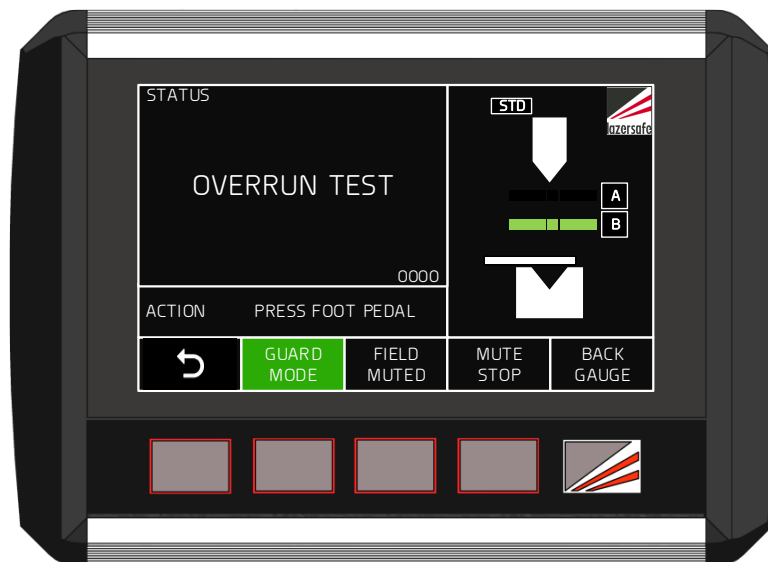 STATUS
STD
lazersafe
OVERRUN TEST
A
B
0000
ACTION PRESS FOOT PEDAL
GUARD MODE
FIELD MUTED
MUTE STOP
BACK GAUGE